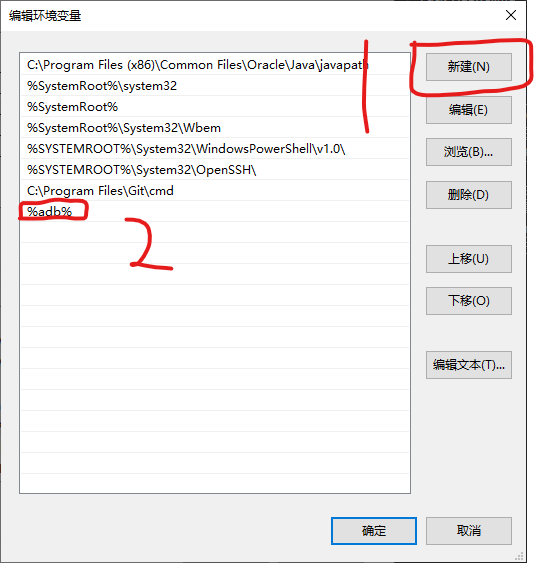 编辑环境变量
C:\Program Files (x86)\Common Files\Oracle\Java\javapath
%SystemRoot%\system32
%SystemRoot%
%SystemRoot%\System32\Wbem
%SYSTEMROOT%\System32\WindowsPowerShell\v1.0\
%SYSTEMROOT%\System32\OpenSSH\
C:\Program Files\Git\cmd
%adb%
1
2
新建(N)
编辑(E)
浏览(B)...
删除(D)
上移(U)
下移(O)
编辑文本(T)...
确定
取消